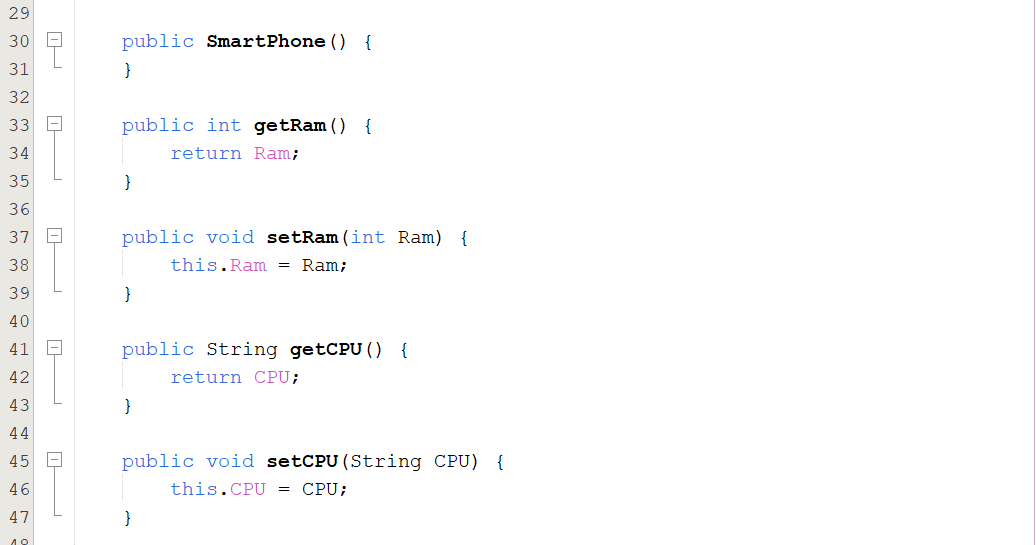 29
30 public SmartPhone() {
31 }
32
33 public int getRam() {
34 return Ram;
35 }
36
37 public void setRam(int Ram) {
38 this.Ram = Ram;
39 }
40
41 public String getCPU() {
42 return CPU;
43 }
44
45 public void setCPU(String CPU) {
46 this.CPU = CPU;
47 }
48